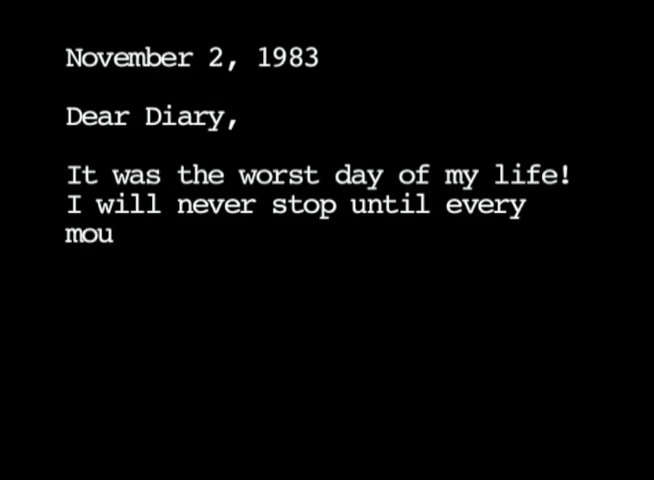 November 2, 1983
Dear Diary,
It was the worst day of my life!
I will never stop until every
mou